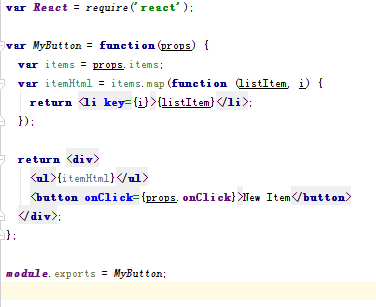 var React = require('react');
var MyButton = function(props) {
var items = props.items;
var itemHtml = items.map(function (listItem, i) {
return <li key={i}>{listItem}</li>;
});
return <div>
<ul>{itemHtml}</ul>
<button onClick={props.onClick}>New Item</button>
</div>;
};
module.exports = MyButton;